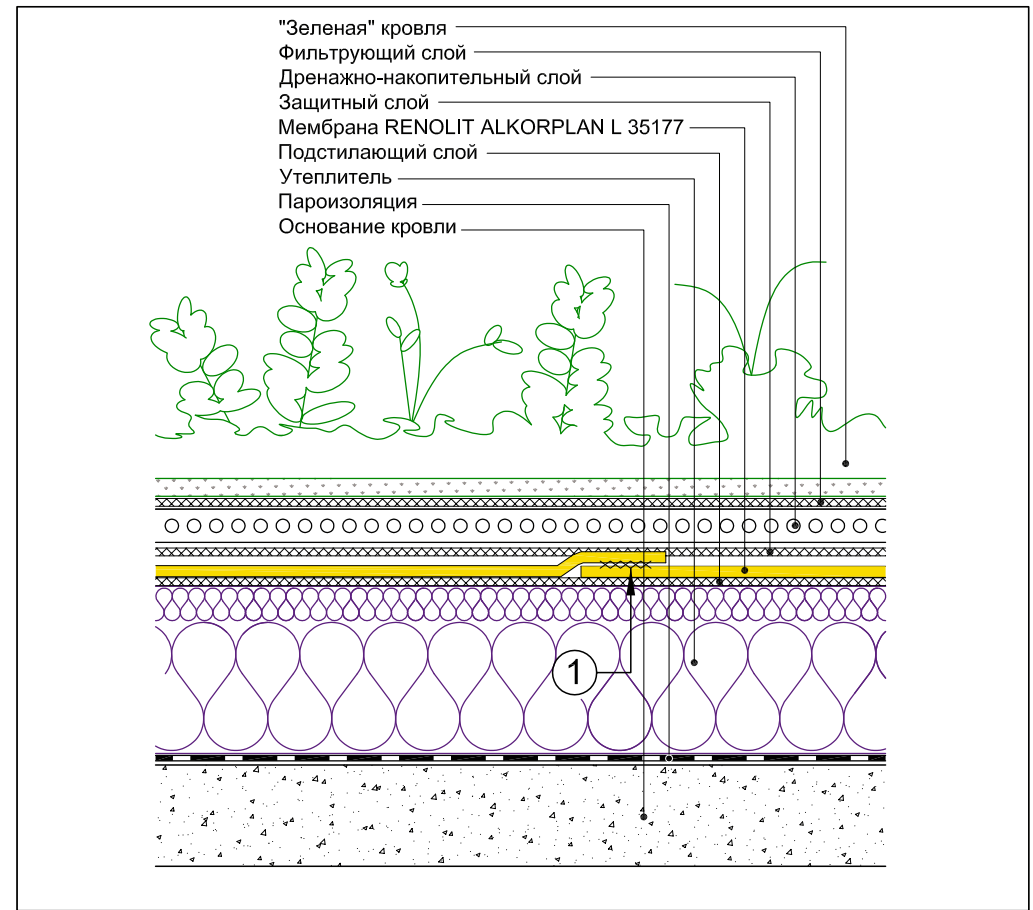 "Зеленая" кровля
Фильтрующий слой
Дренажно-накопительный слой
Защитный слой
Мембрана RENOLIT ALKORPLAN L 35177
Подстилающий слой
Утеплитель
Пароизоляция
Основание кровли
1